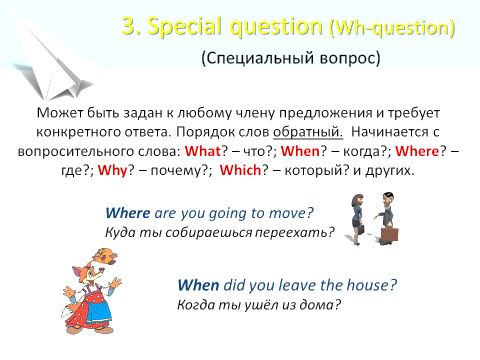 3. Special question (Wh-question)
(Специальный вопрос)
Может быть задан к любому члену предложения и требует
конкретного ответа. Порядок слов обратный. Начинается с
вопросительного слова: What? – что?; When? – когда?; Where? –
где?; Why? – почему?; Which? – который? и других.
Where are you going to move?
Куда ты собираешься переехать?
When did you leave the house?
Когда ты ушёл из дома?